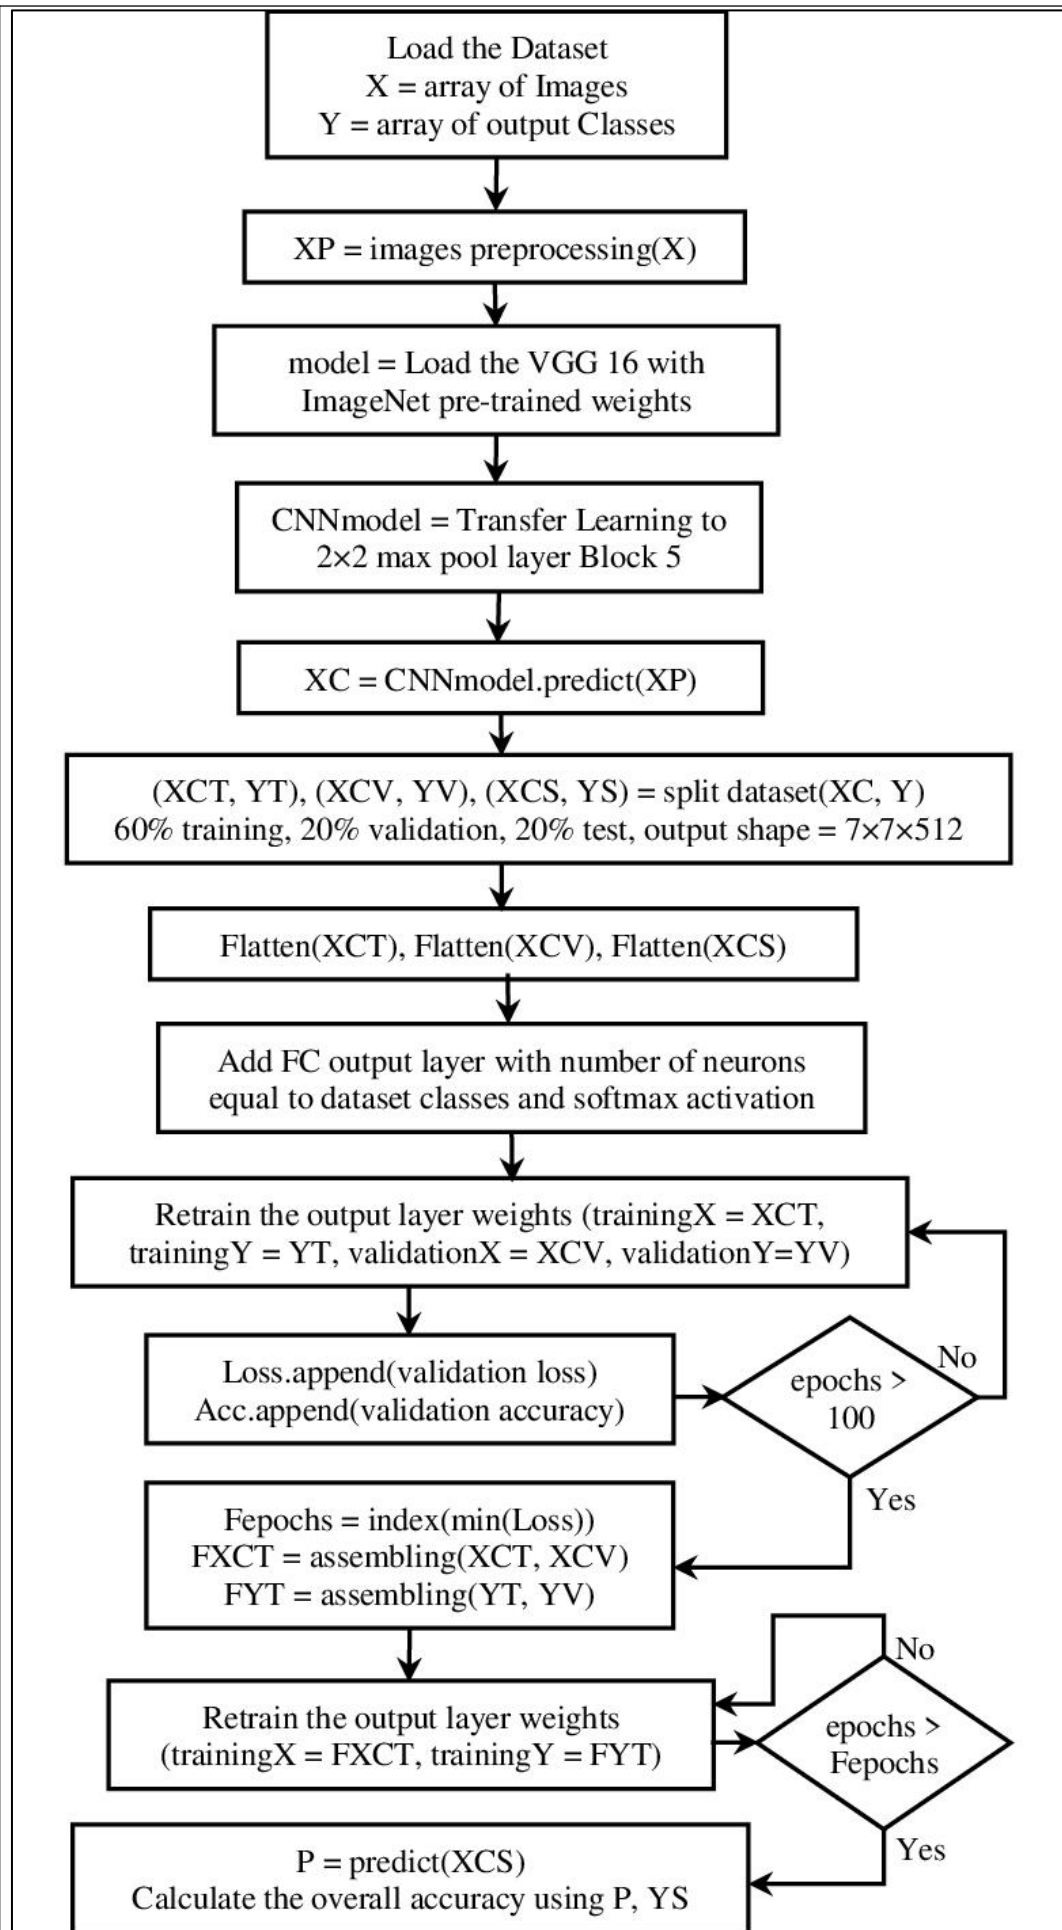 Load the Dataset
X = array of Images
Y = array of output Classes
XP = images preprocessing(X)
model = Load the VGG 16 with
ImageNet pre-trained weights
CNNmodel = Transfer Learning to
2×2 max pool layer Block 5
XC = CNNmodel.predict(XP)
(XCT, YT), (XCV, YV), (XCS, YS) = split dataset(XC, Y)
60% training, 20% validation, 20% test, output shape = 7×7×512
Flatten(XCT), Flatten(XCV), Flatten(XCS)
Add FC output layer with number of neurons
equal to dataset classes and softmax activation
Retrain the output layer weights (trainingX = XCT,
trainingY = YT, validationX = XCV, validationY=YV)
Loss.append(validation loss)
Acc.append(validation accuracy)
epochs >
100
No
Yes
Fepochs = index(min(Loss))
FXCT = assembling(XCT, XCV)
FYT = assembling(YT, YV)
Retrain the output layer weights
(trainingX = FXCT, trainingY = FYT)
No
epochs >
Fepochs
Yes
P = predict(XCS)
Calculate the overall accuracy using P, YS